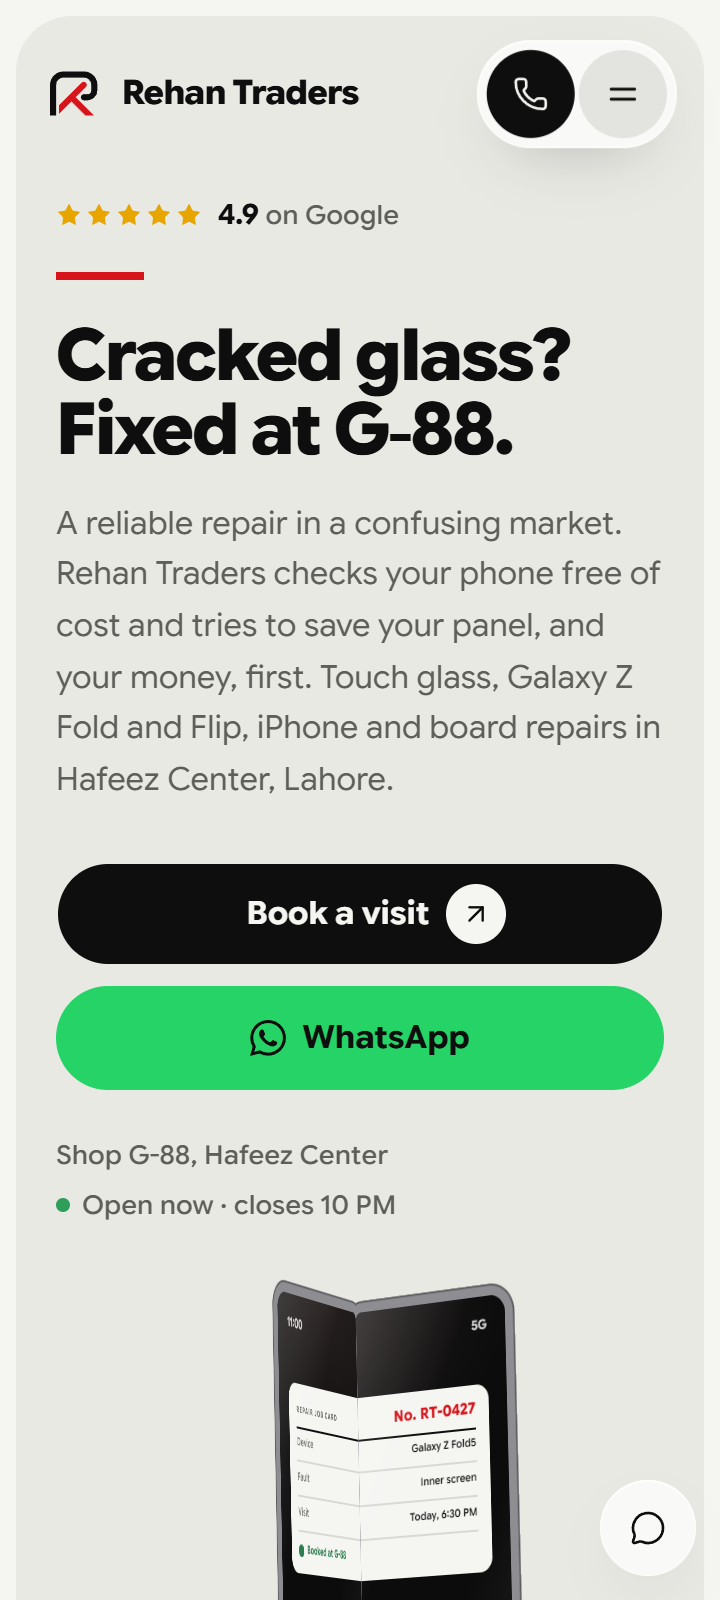 Rehan Traders
4.9 on Google
Cracked glass?
Fixed at G-88.
A reliable repair in a confusing market.
Rehan Traders checks your phone free of
cost and tries to save your panel, and
your money, first. Touch glass, Galaxy Z
Fold and Flip, iPhone and board repairs in
Hafeez Center, Lahore.
Book a visit
WhatsApp
Shop G-88, Hafeez Center
Open now · closes 10 PM
11:00 5G
REPAIR JOB CARD No. RT-0427
Device Galaxy Z Fold5
Fault Inner screen
Visit Today, 6:30 PM
Booked at G-88